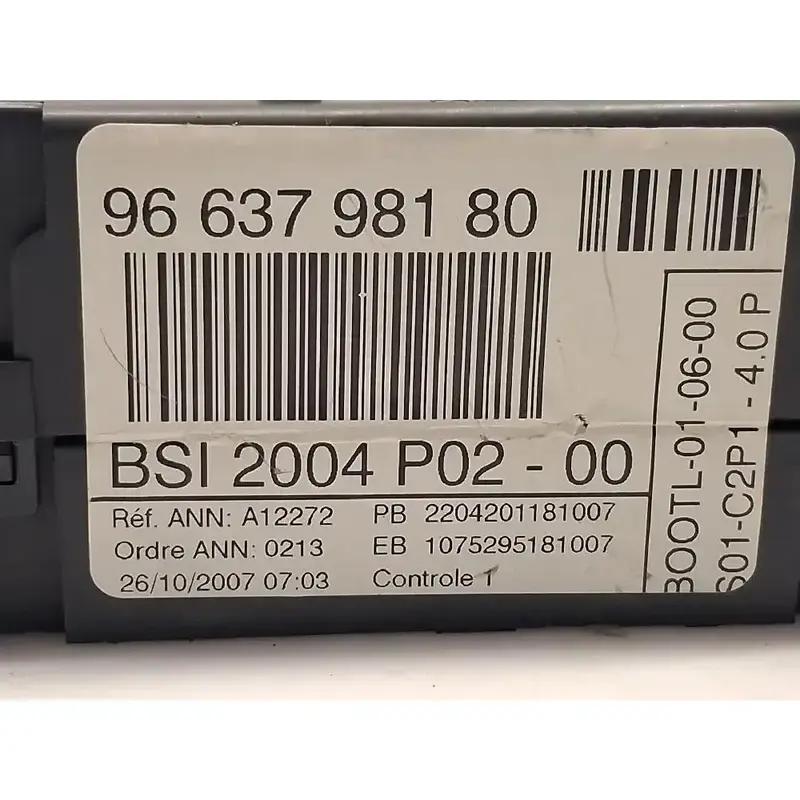 96 637 981 80
BSI 2004 P02 - 00
Réf. ANN: A12272 PB 2204201181007
Ordre ANN: 0213 EB 1075295181007
26/10/2007 07:03 Controle 1
BOOTL-01-06-00
S01-C2P1 - 4.0 P